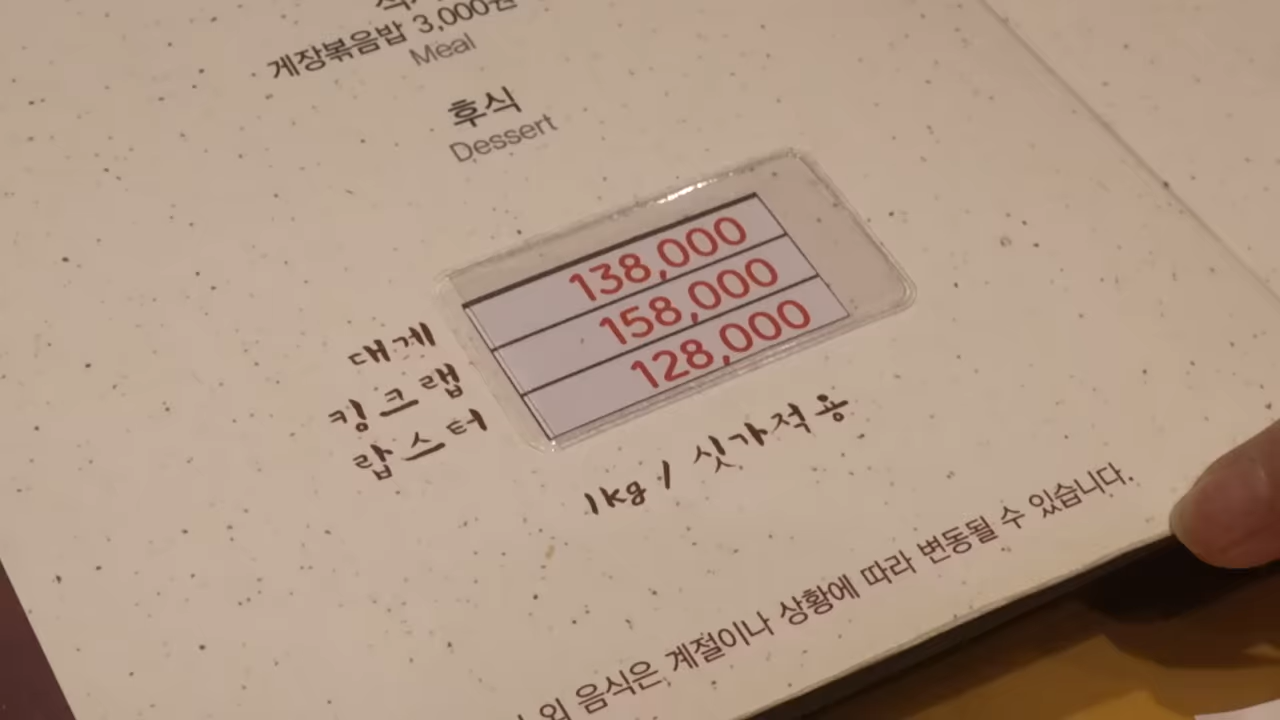 게장볶음밥 3,000원
Meal
후식
Dessert
대게 138,000
킹크랩 158,000
랍스터 128,000
1kg / 싯가적용
외 음식은 계절이나 상황에 따라 변동될 수 있습니다.